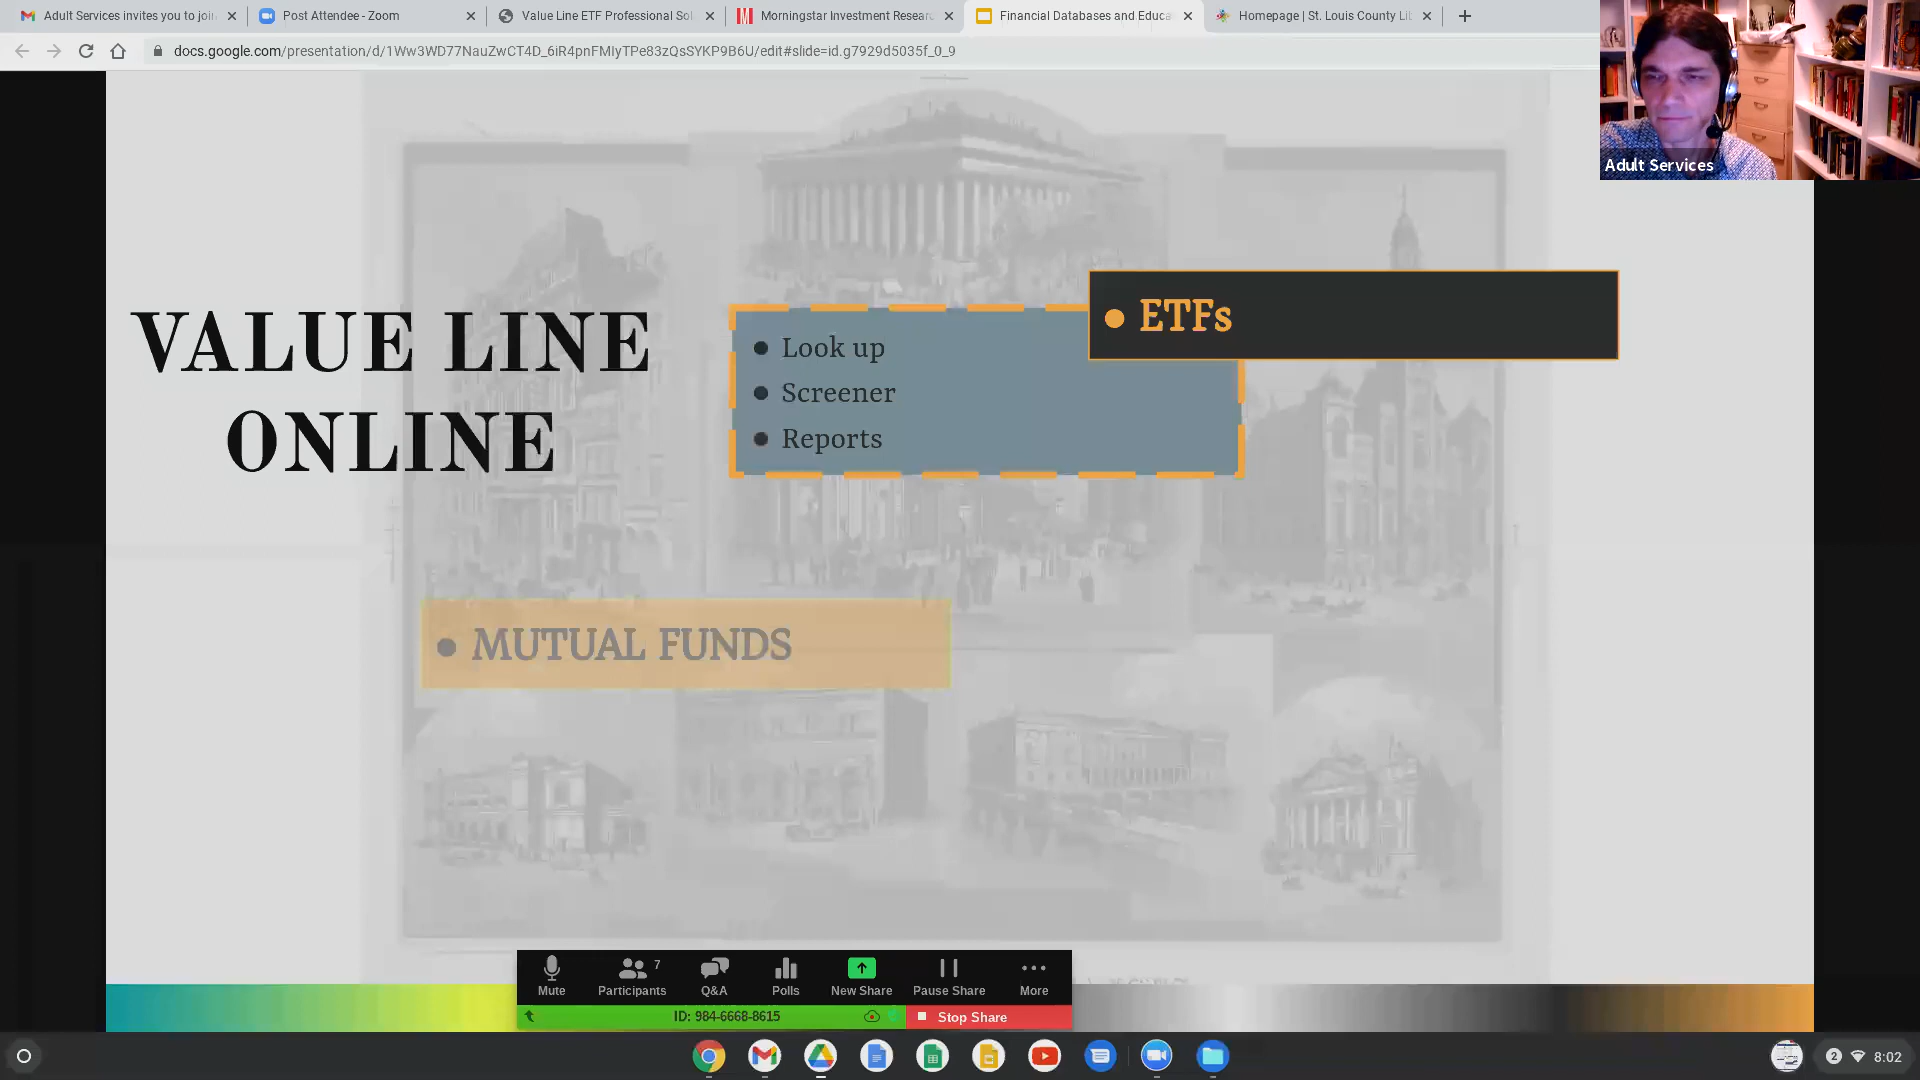 Adult Services invites you to joi
Post Attendee - Zoom
Value Line ETF Professional Sol
Morningstar Investment Researc
Financial Databases and Educa
Homepage | St. Louis County Li
docs.google.com/presentation/d/1Ww3WD77NauZwCT4D_6iR4pnFMIyTPe83zQsSYKP9B6U/edit#slide=id.g7929d5035f_0_9
Adult Services
VALUE LINE
ONLINE
• ETFs
• Look up
• Screener
• Reports
• MUTUAL FUNDS
Mute
Participants 7
Q&A
Polls
New Share
Pause Share
More
ID: 984-6668-8615
Stop Share
2 8:02